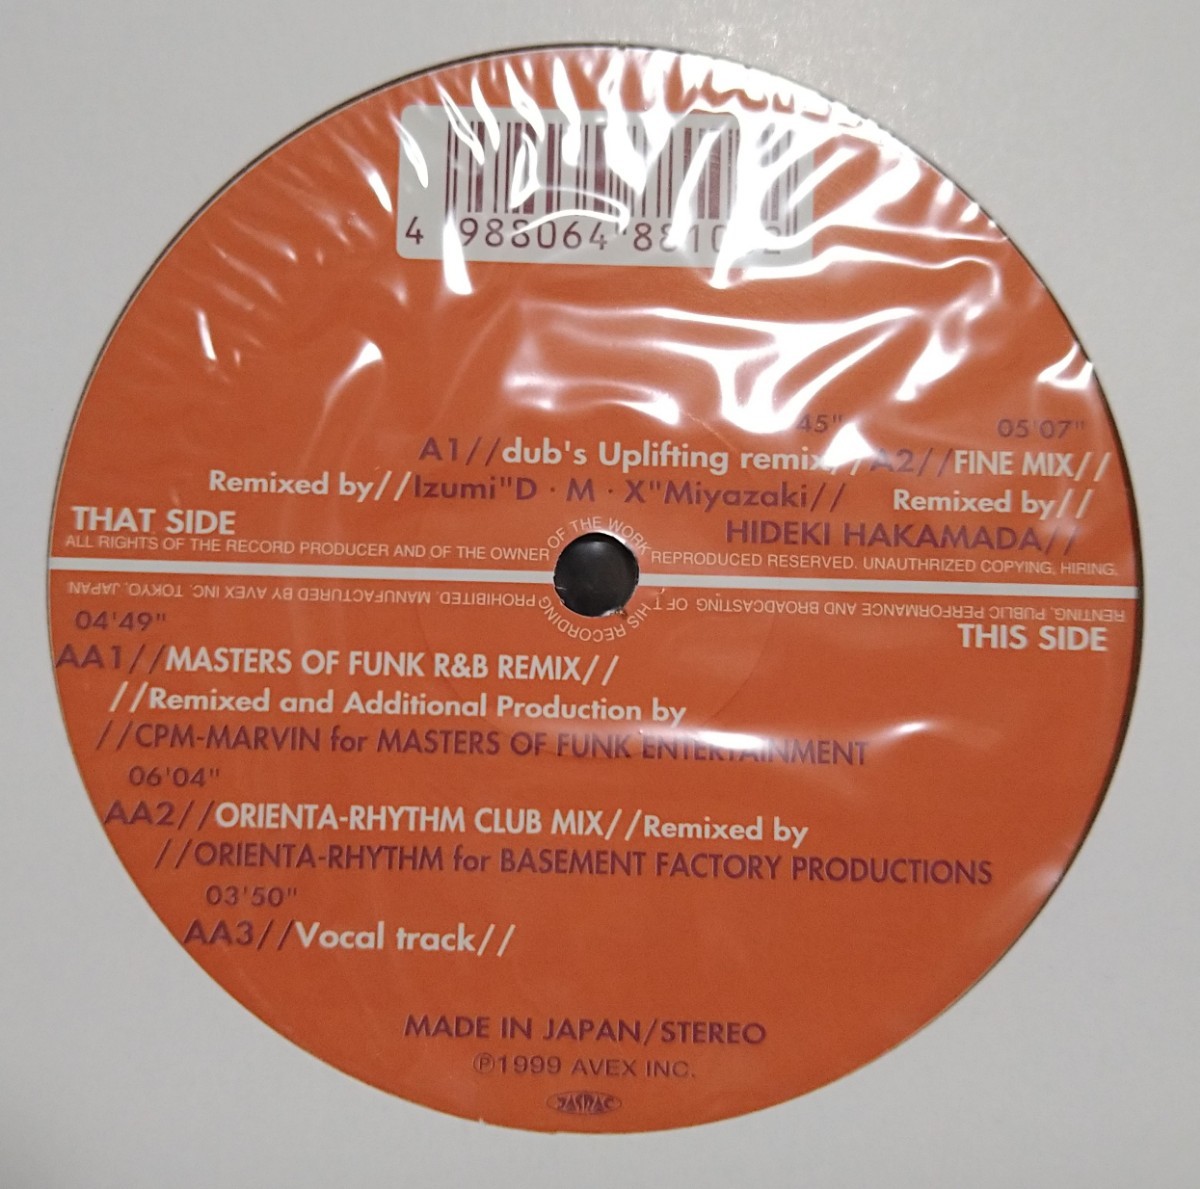 4 988064 881
45" 05'07"
A1//dub's Uplifting remix//A2//FINE MIX//
Remixed by//Izumi"D·M·X"Miyazaki// Remixed by//
HIDEKI HAKAMADA//
THAT SIDE
ALL RIGHTS OF THE RECORD PRODUCER AND OF THE OWNER OF THE WORK REPRODUCED RESERVED. UNAUTHRIZED COPYING, HIRING.
RENTING, PUBLIC PERFORMANCE AND BROADCASTING OF THIS RECORDING PROHIBITED. MANUFACTURED BY AVEX INC. TOKYO, JAPAN.
THIS SIDE
04'49"
AA1//MASTERS OF FUNK R&B REMIX//
//Remixed and Additional Production by
//CPM-MARVIN for MASTERS OF FUNK ENTERTAINMENT
06'04"
AA2//ORIENTA-RHYTHM CLUB MIX//Remixed by
//ORIENTA-RHYTHM for BASEMENT FACTORY PRODUCTIONS
03'50"
AA3//Vocal track//
MADE IN JAPAN/STEREO
℗1999 AVEX INC.
JASRAC